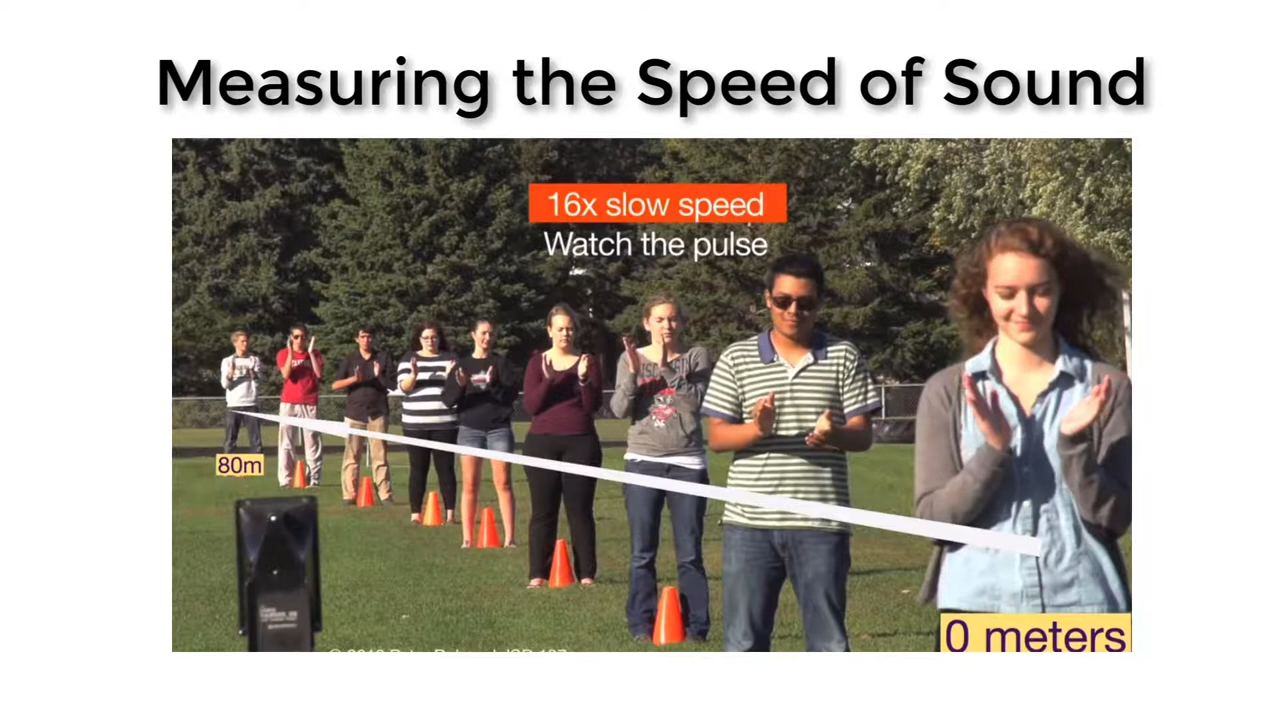 Measuring the Speed of Sound
16x slow speed
Watch the pulse
80m
0 meters